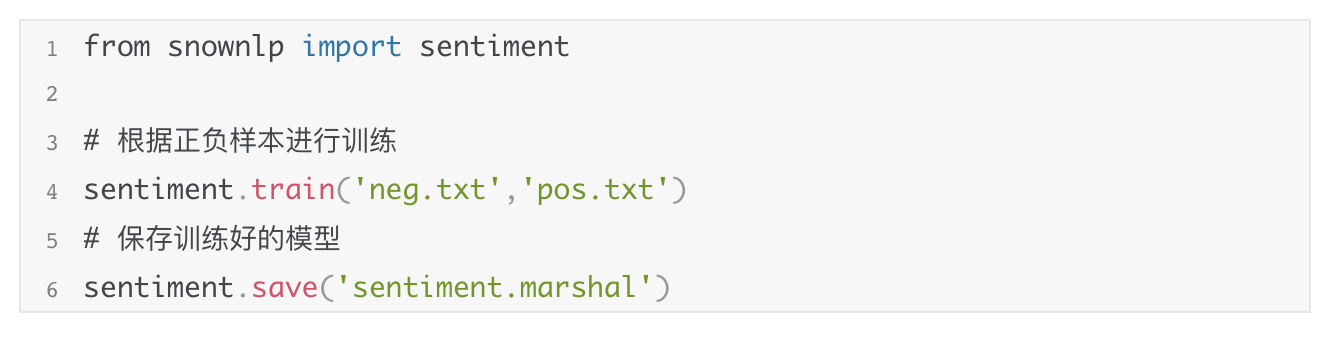 1 from snownlp import sentiment
2
3 # 根据正负样本进行训练
4 sentiment.train('neg.txt','pos.txt')
5 # 保存训练好的模型
6 sentiment.save('sentiment.marshal')